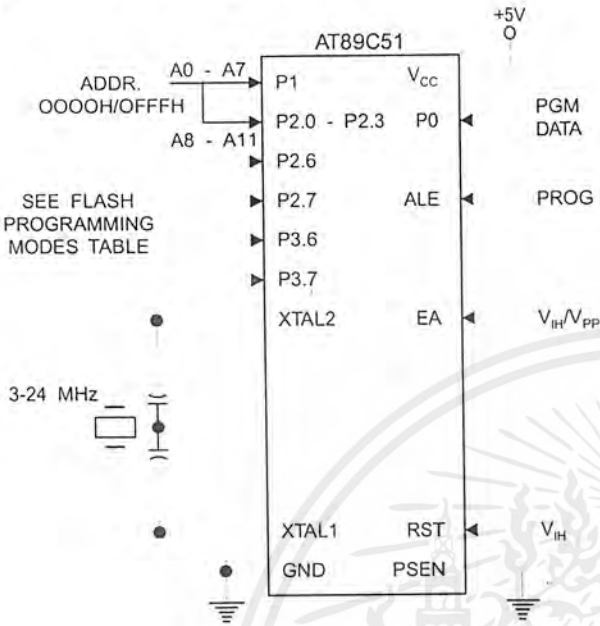 +5V
AT89C51
A0 - A7
P1
VCC
ADDR.
OOOOH/OFFFH
P2.0 - P2.3
P0
PGM
DATA
A8 - A11
P2.6
SEE FLASH
PROGRAMMING
MODES TABLE
P2.7
ALE
PROG
P3.6
P3.7
XTAL2
EA
VIH/VPP
3-24 MHz
XTAL1
RST
VIH
GND
PSEN